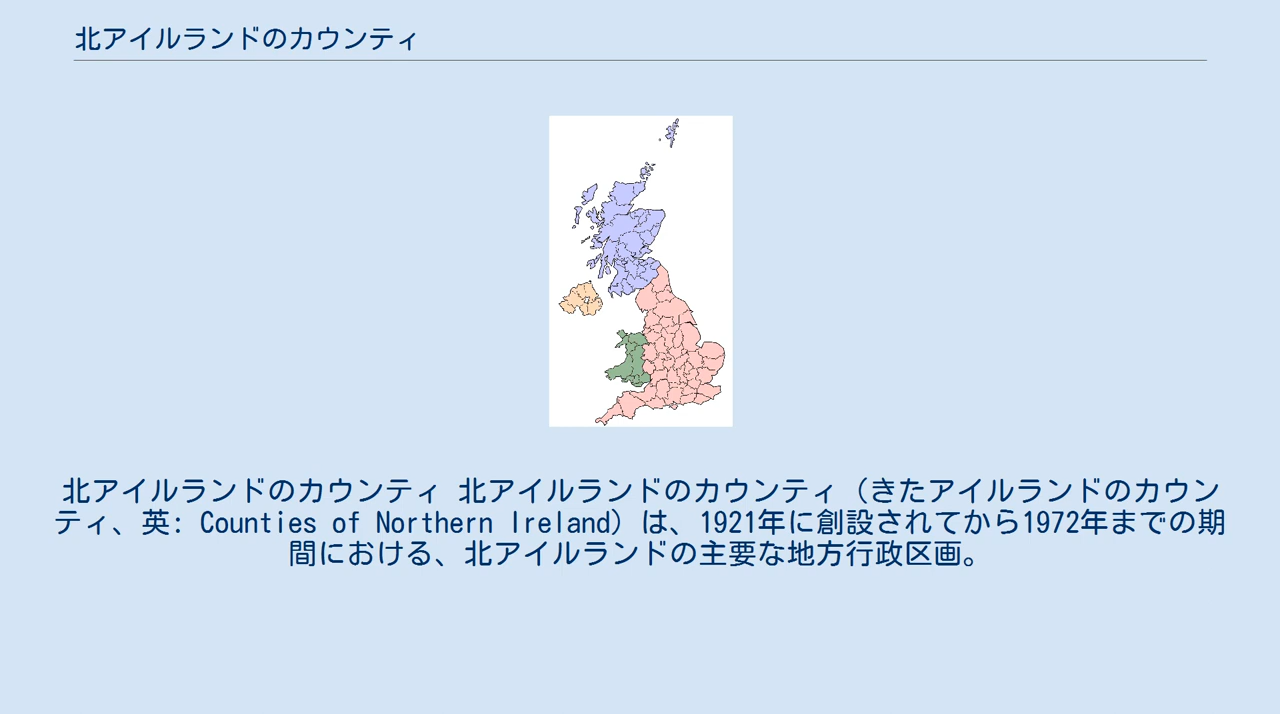 北アイルランドのカウンティ
北アイルランドのカウンティ 北アイルランドのカウンティ（きたアイルランドのカウン
ティ、英: Counties of Northern Ireland）は、1921年に創設されてから1972年までの期
間における、北アイルランドの主要な地方行政区画。